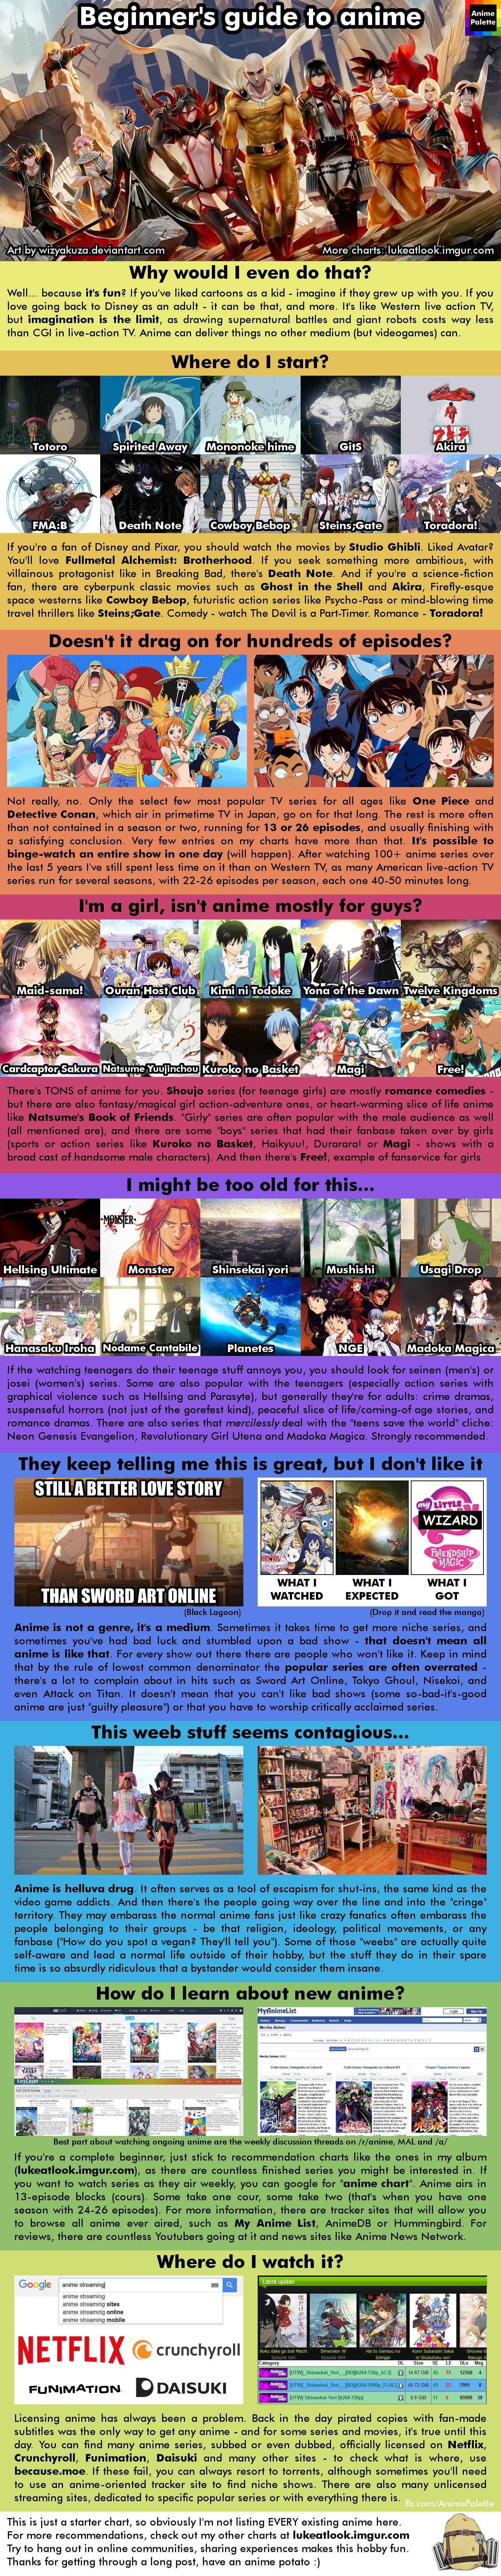 Beginner's guide to anime
Anime
Palette
Art by wizyakuza.deviantart.com
More charts: lukeatlook.imgur.com
Why would I even do that?
Well... because it's fun? If you've liked cartoons as a kid - imagine if they grew up with you. If you
love going back to Disney as an adult - it can be that, and more. It's like Western live action TV,
but imagination is the limit, as drawing supernatural battles and giant robots costs way less
than CGI in live-action TV. Anime can deliver things no other medium (but videogames) can.
Where do I start?
Totoro
Spirited Away
Mononoke hime
GitS
Akira
FMA:B
Death Note
Cowboy Bebop
Steins;Gate
Toradora!
If you're a fan of Disney and Pixar, you should watch the movies by Studio Ghibli. Liked Avatar?
You'll love Fullmetal Alchemist: Brotherhood. If you seek something more ambitious, with
villainous protagonist like in Breaking Bad, there's Death Note. And if you're a science-fiction
fan, there are cyberpunk classic movies such as Ghost in the Shell and Akira, Firefly-esque
space westerns like Cowboy Bebop, futuristic action series like Psycho-Pass or mind-blowing time
travel thrillers like Steins;Gate. Comedy - watch The Devil is a Part-Timer. Romance - Toradora!
Doesn't it drag on for hundreds of episodes?
Not really, no. Only the select few most popular TV series for all ages like One Piece and
Detective Conan, which air in primetime TV in Japan, go on for that long. The rest is more often
than not contained in a season or two, running for 13 or 26 episodes, and usually finishing with
a satisfying conclusion. Very few entries on my charts have more than that. It's possible to
binge-watch an entire show in one day (will happen). After watching 100+ anime series over
the last 5 years I've still spent less time on it than on Western TV, as many American live-action TV
series run for several seasons, with 22-26 episodes per season, each one 40-50 minutes long.
I'm a girl, isn't anime mostly for guys?
Maid-sama!
Ouran Host Club
Kimi ni Todoke
Yona of the Dawn
Twelve Kingdoms
Cardcaptor Sakura
Natsume Yuujinchou
Kuroko no Basket
Magi
Free!
There's TONS of anime for you. Shoujo series (for teenage girls) are mostly romance comedies -
but there are also fantasy/magical girl action-adventure ones, or heart-warming slice of life anime
like Natsume's Book of Friends. "Girly" series are often popular with the male audience as well
(all mentioned are), and there are some "boys" series that had their fanbase taken over by girls
(sports or action series like Kuroko no Basket, Haikyuu!, Durarara! or Magi - shows with a
broad cast of handsome male characters). And then there's Free!, example of fanservice for girls.
I might be too old for this...
Hellsing Ultimate
MONSTER
Monster
Shinsekai yori
Mushishi
Usagi Drop
Hanasaku Iroha
Nodame Cantabile
Planetes
NGE
Madoka Magica
If the watching teenagers do their teenage stuff annoys you, you should look for seinen (men's) or
josei (women's) series. Some are also popular with the teenagers (especially action series with
graphical violence such as Hellsing and Parasyte), but generally they're for adults: crime dramas,
suspenseful horrors (not just of the gorefest kind), peaceful slice of life/coming-of age stories, and
romance dramas. There are also series that mercilessly deal with the "teens save the world" cliche:
Neon Genesis Evangelion, Revolutionary Girl Utena and Madoka Magica. Strongly recommended.
They keep telling me this is great, but I don't like it
STILL A BETTER LOVE STORY
THAN SWORD ART ONLINE
my LITTLE
WIZARD
FRIENDSHIP
MAGIC
WHAT I WATCHED
WHAT I EXPECTED
WHAT I GOT
(Black Lagoon)
(Drop it and read the manga)
Anime is not a genre, it's a medium. Sometimes it takes time to get more niche series, and
sometimes you've had bad luck and stumbled upon a bad show - that doesn't mean all
anime is like that. For every show out there there are people who won't like it. Keep in mind
that by the rule of lowest common denominator the popular series are often overrated -
there's a lot to complain about in hits such as Sword Art Online, Tokyo Ghoul, Nisekoi, and
even Attack on Titan. It doesn't mean that you can't like bad shows (some so-bad-it's-good
anime are just "guilty pleasure") or that you have to worship critically acclaimed series.
This weeb stuff seems contagious...
Anime is helluva drug. It often serves as a tool of escapism for shut-ins, the same kind as the
video game addicts. And then there's the people going way over the line and into the "cringe"
territory. They may embarass the normal anime fans just like crazy fanatics often embarass the
people belonging to their groups - be that religion, ideology, political movements, or any
fanbase ("How do you spot a vegan? They'll tell you"). Some of those "weebs" are actually quite
self-aware and lead a normal life outside of their hobby, but the stuff they do in their spare
time is so absurdly ridiculous that a bystander would consider them insane.
How do I learn about new anime?
MyAnimeList
Best part about watching ongoing anime are the weekly discussion threads on /r/anime, MAL and /a/
If you're a complete beginner, just stick to recommendation charts like the ones in my album
(lukeatlook.imgur.com), as there are countless finished series you might be interested in. If
you want to watch series as they air weekly, you can google for "anime chart". Anime airs in
13-episode blocks (cours). Some take one cour, some take two (that's when you have one
season with 24-26 episodes). For more information, there are tracker sites that will allow you
to browse all anime ever aired, such as My Anime List, AnimeDB or Hummingbird. For
reviews, there are countless Youtubers going at it and news sites like Anime News Network.
Where do I watch it?
Google
anime streaming
anime streaming
anime streaming sites
anime streaming online
anime streaming mobile
NETFLIX
crunchyroll
FUNIMATION
DAISUKI
Latest update
Licensing anime has always been a problem. Back in the day pirated copies with fan-made
subtitles was the only way to get any anime - and for some series and movies, it's true until this
day. You can find many anime series, subbed or even dubbed, officially licensed on Netflix,
Crunchyroll, Funimation, Daisuki and many other sites - to check what is where, use
because.moe. If these fail, you can always resort to torrents, although sometimes you'll need
to use an anime-oriented tracker site to find niche shows. There are also many unlicensed
streaming sites, dedicated to specific popular series or with everything there is.
fb.com/AnimePalette
This is just a starter chart, so obviously I'm not listing EVERY existing anime here.
For more recommendations, check out my other charts at lukeatlook.imgur.com
Try to hang out in online communities, sharing experiences makes this hobby fun.
Thanks for getting through a long post, have an anime potato :)